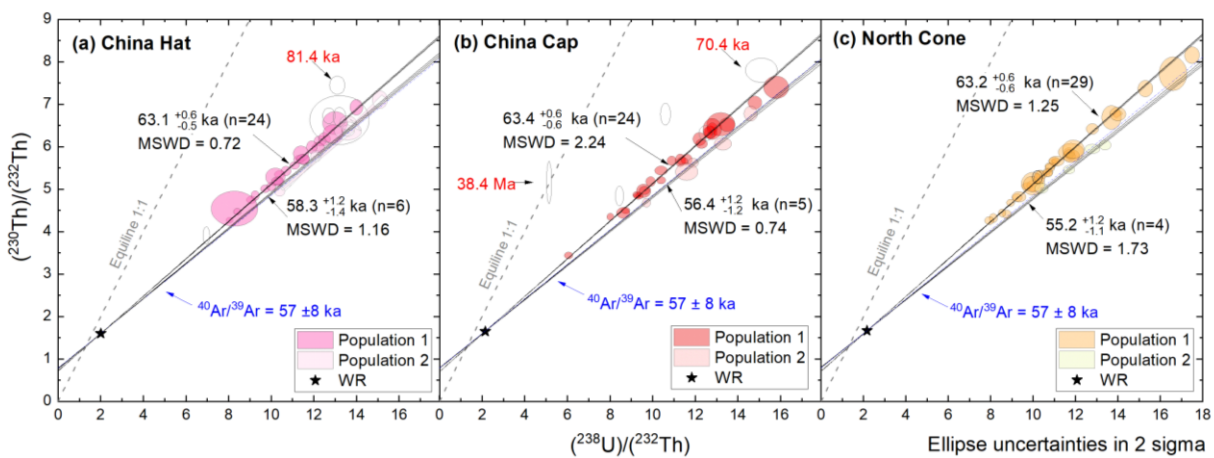 (a) China Hat
81.4 ka
63.1 +0.6 -0.5 ka (n=24)
MSWD = 0.72
58.3 +1.2 -1.4 ka (n=6)
MSWD = 1.16
Equiline 1:1
40Ar/39Ar = 57 ±8 ka
Population 1
Population 2
WR
(b) China Cap
70.4 ka
63.4 +0.6 -0.6 ka (n=24)
MSWD = 2.24
38.4 Ma
56.4 +1.2 -1.2 ka (n=5)
MSWD = 0.74
Equiline 1:1
40Ar/39Ar = 57 ± 8 ka
Population 1
Population 2
WR
(c) North Cone
63.2 +0.6 -0.6 ka (n=29)
MSWD = 1.25
55.2 +1.2 -1.1 ka (n=4)
MSWD = 1.73
Equiline 1:1
40Ar/39Ar = 57 ± 8 ka
Population 1
Population 2
WR
(230Th)/(232Th)
9
8
7
6
5
4
3
2
1
0
0 2 4 6 8 10 12 14 16
0 2 4 6 8 10 12 14 16
0 2 4 6 8 10 12 14 16 18
(238U)/(232Th)
Ellipse uncertainties in 2 sigma